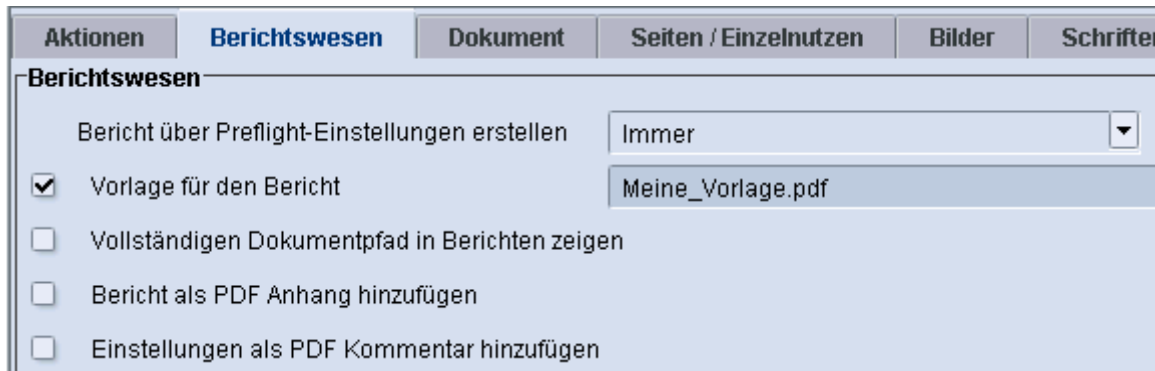 Aktionen Berichtswesen Dokument Seiten / Einzelnutzen Bilder
Berichtswesen
Bericht über Preflight-Einstellungen erstellen Immer
Vorlage für den Bericht Meine_Vorlage.pdf
Vollständigen Dokumentpfad in Berichten zeigen
Bericht als PDF Anhang hinzufügen
Einstellungen als PDF Kommentar hinzufügen